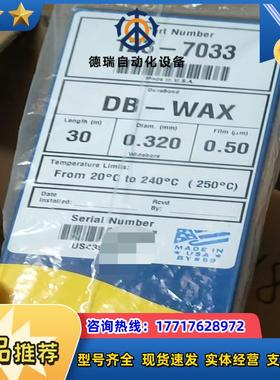 德瑞自动化设备
rt Number
-7033
MADE IN U.S.A.
DuraBond
DB-WAX
Length (m)
Diam. (mm)
Film (μm)
30
0.320
0.50
Widebore
Temperature Limits:
From 20°C to 240°C (250°C)
Date
Installed:
Rcvd
By:
Serial Number
MADE IN
USA
BY #69
品推荐
咨询热线：17717628972
型号齐全 现货速发 实体经营